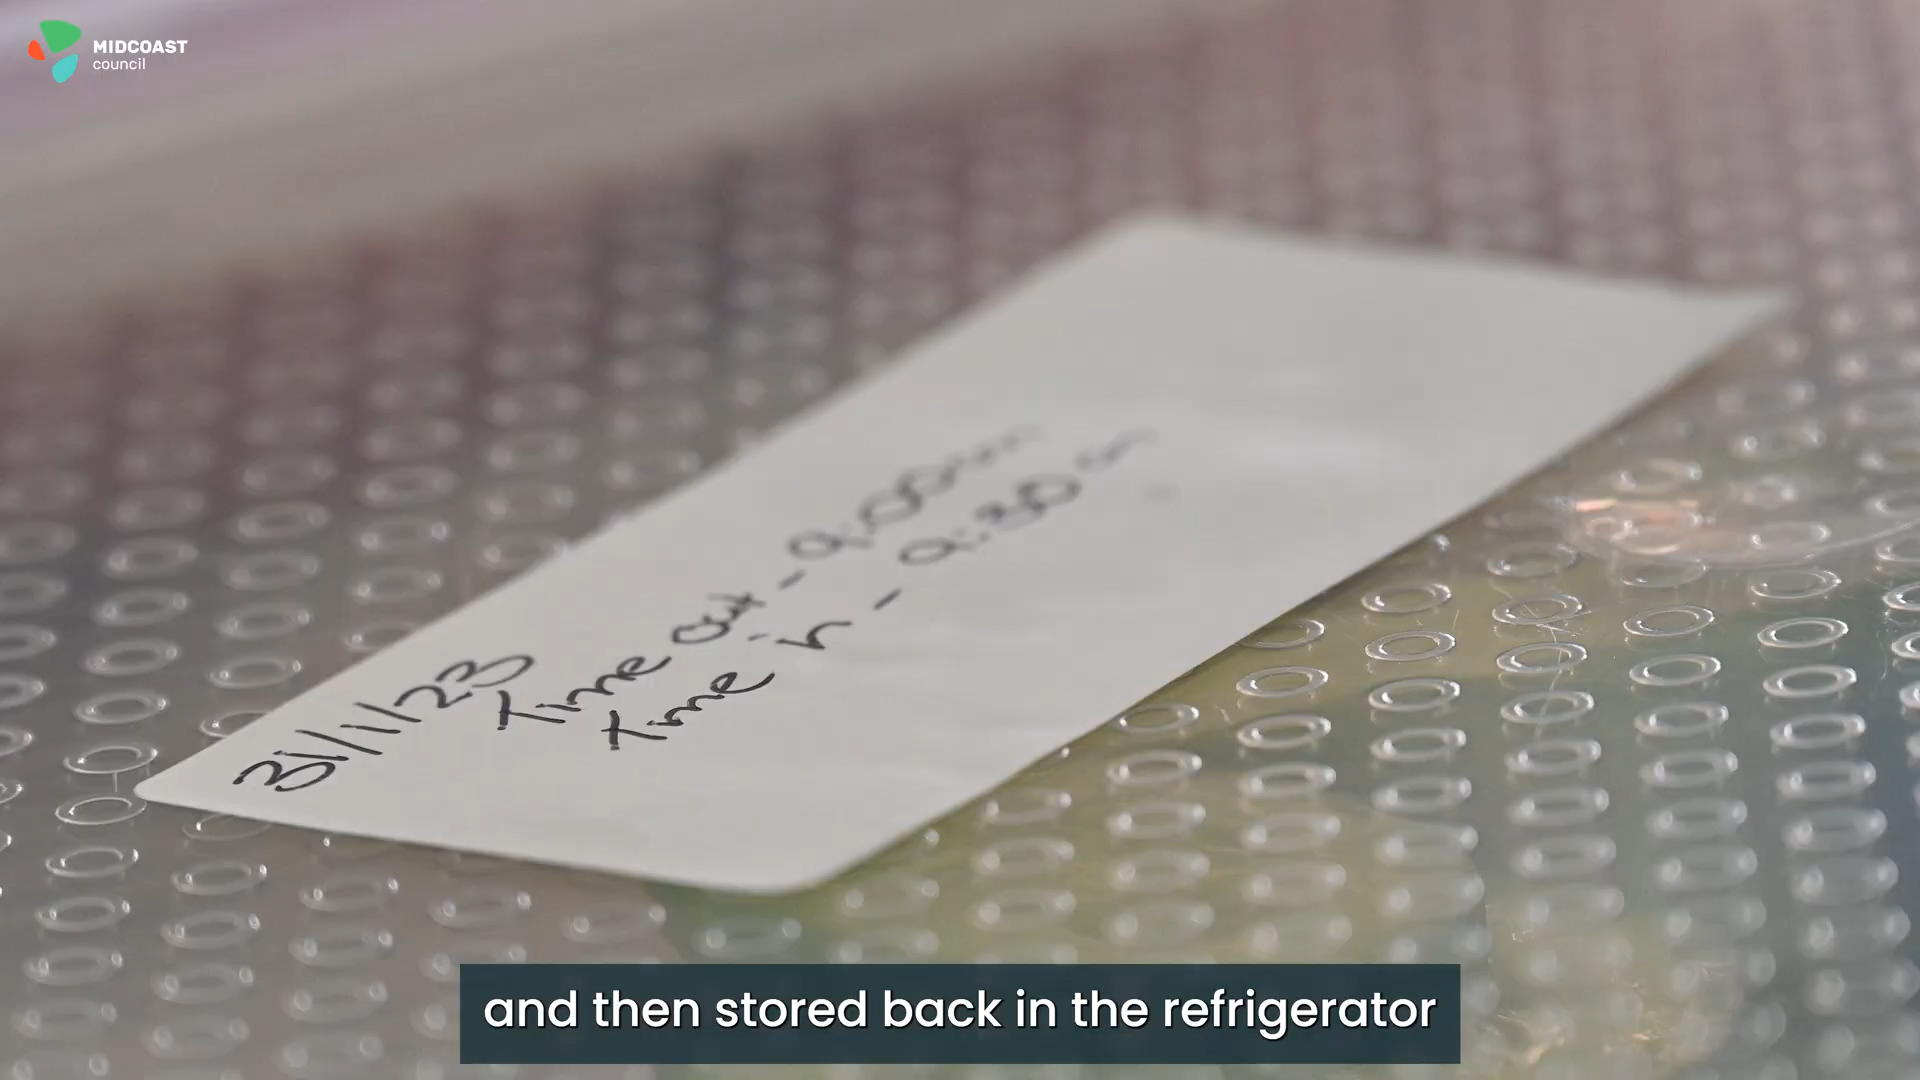 MIDCOAST
council
31/1/23
Time Out - 9:00am
Time in - 9:30am
and then stored back in the refrigerator